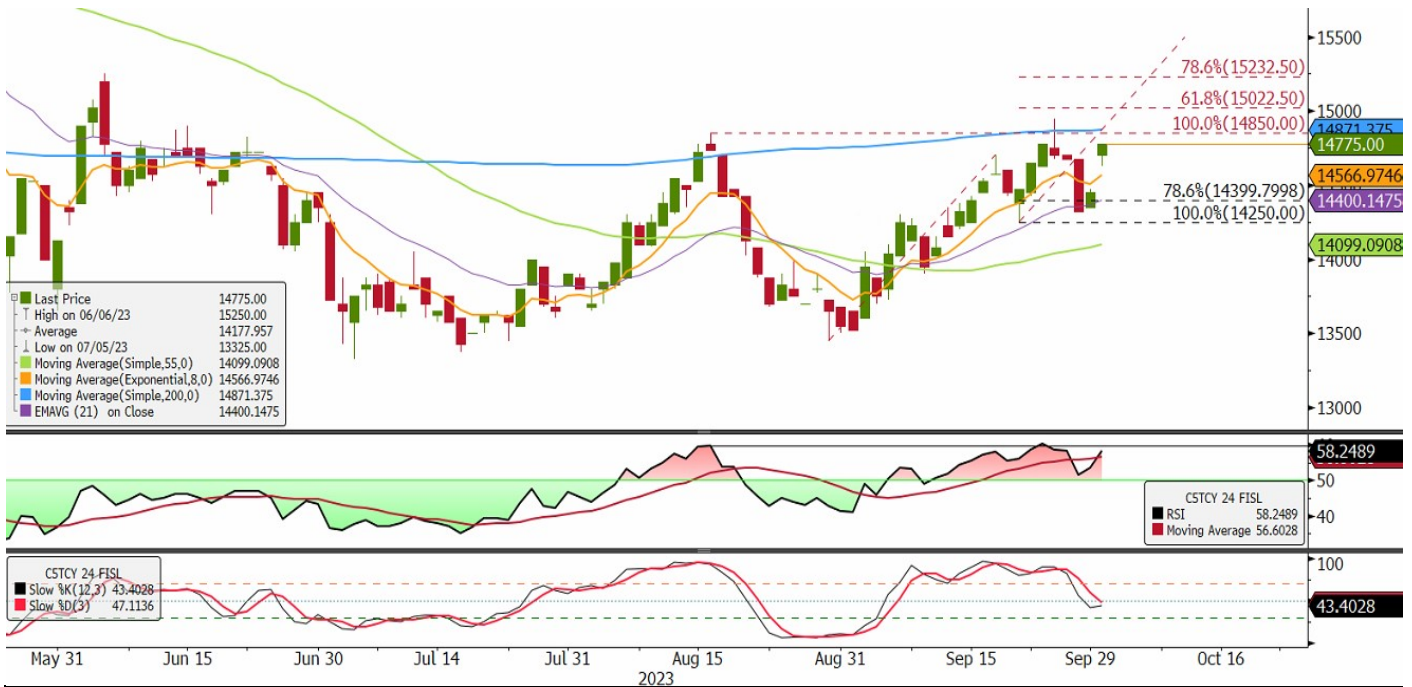 15500
78.6%(15232.50)
61.8%(15022.50)
15000
100.0%(14850.00)
14871.375
14775.00
14566.9746
78.6%(14399.7998)
14400.1475
100.0%(14250.00)
14099.0908
14000
13500
13000
Last Price 14775.00
High on 06/06/23 15250.00
Average 14177.957
Low on 07/05/23 13325.00
Moving Average(Simple,55,0) 14099.0908
Moving Average(Exponential,8,0) 14566.9746
Moving Average(Simple,200,0) 14871.375
EMAVG (21) on Close 14400.1475
58.2489
50
40
C5TCY 24 FISL
RSI 58.2489
Moving Average 56.6028
C5TCY 24 FISL
Slow %K(12,3) 43.4028
Slow %D(3) 47.1136
100
43.4028
0
May 31 Jun 15 Jun 30 Jul 14 Jul 31 Aug 15 Aug 31 Sep 15 Sep 29 Oct 16
2023